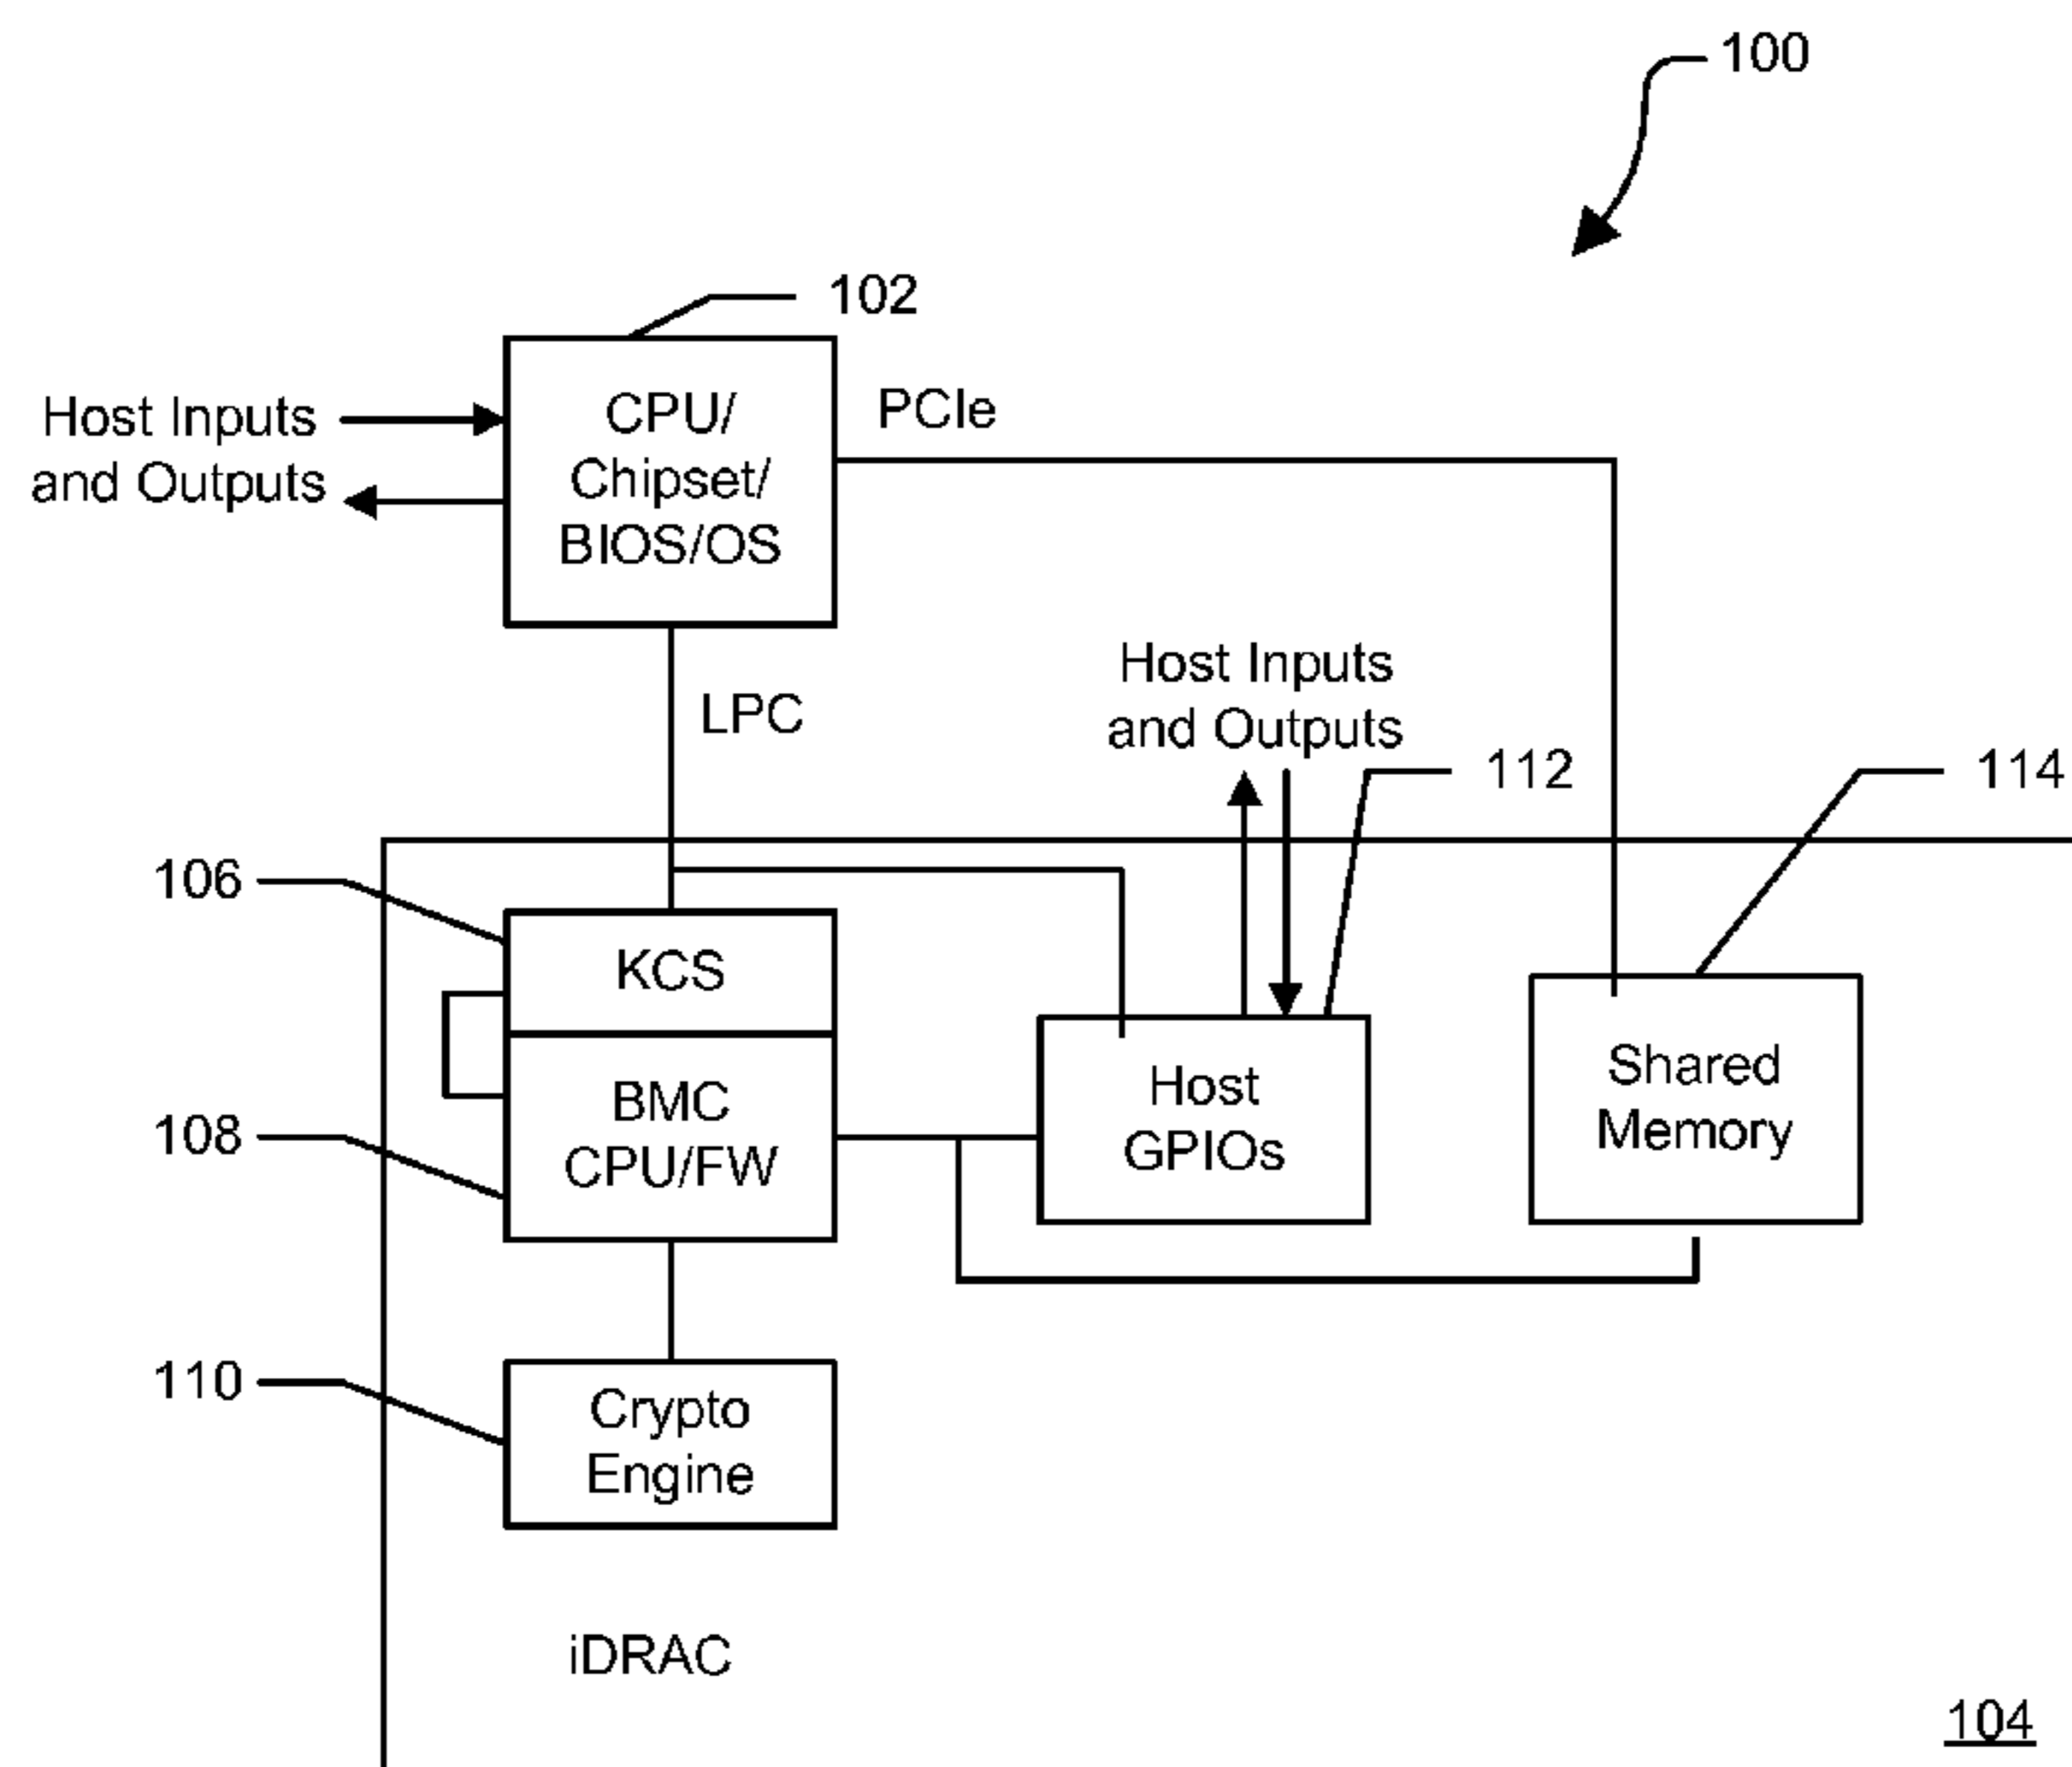 100
102
Host Inputs
and Outputs
CPU/
Chipset/
BIOS/OS
PCIe
LPC
Host Inputs
and Outputs
112
114
106
KCS
108
BMC
CPU/FW
Host
GPIOs
Shared
Memory
110
Crypto
Engine
iDRAC
104